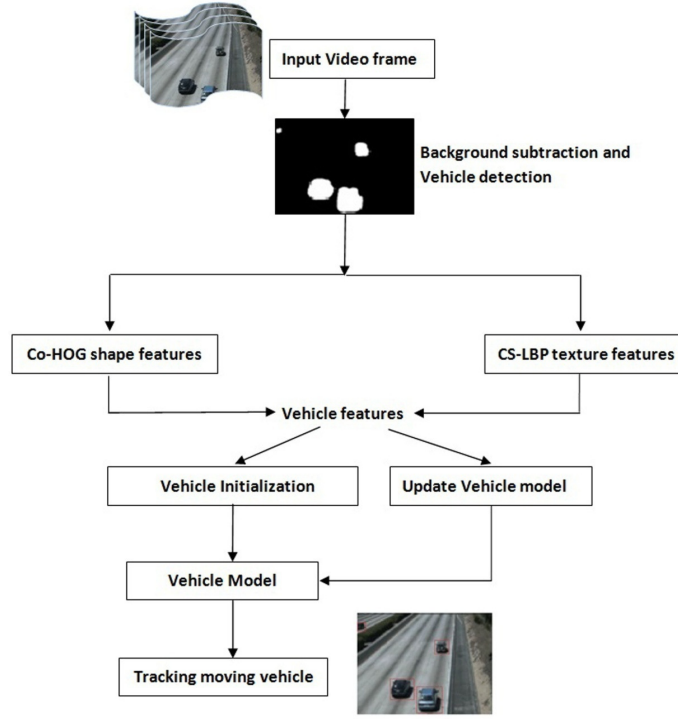 Input Video frame
Background subtraction and
Vehicle detection
Co-HOG shape features
CS-LBP texture features
Vehicle features
Vehicle Initialization
Update Vehicle model
Vehicle Model
Tracking moving vehicle